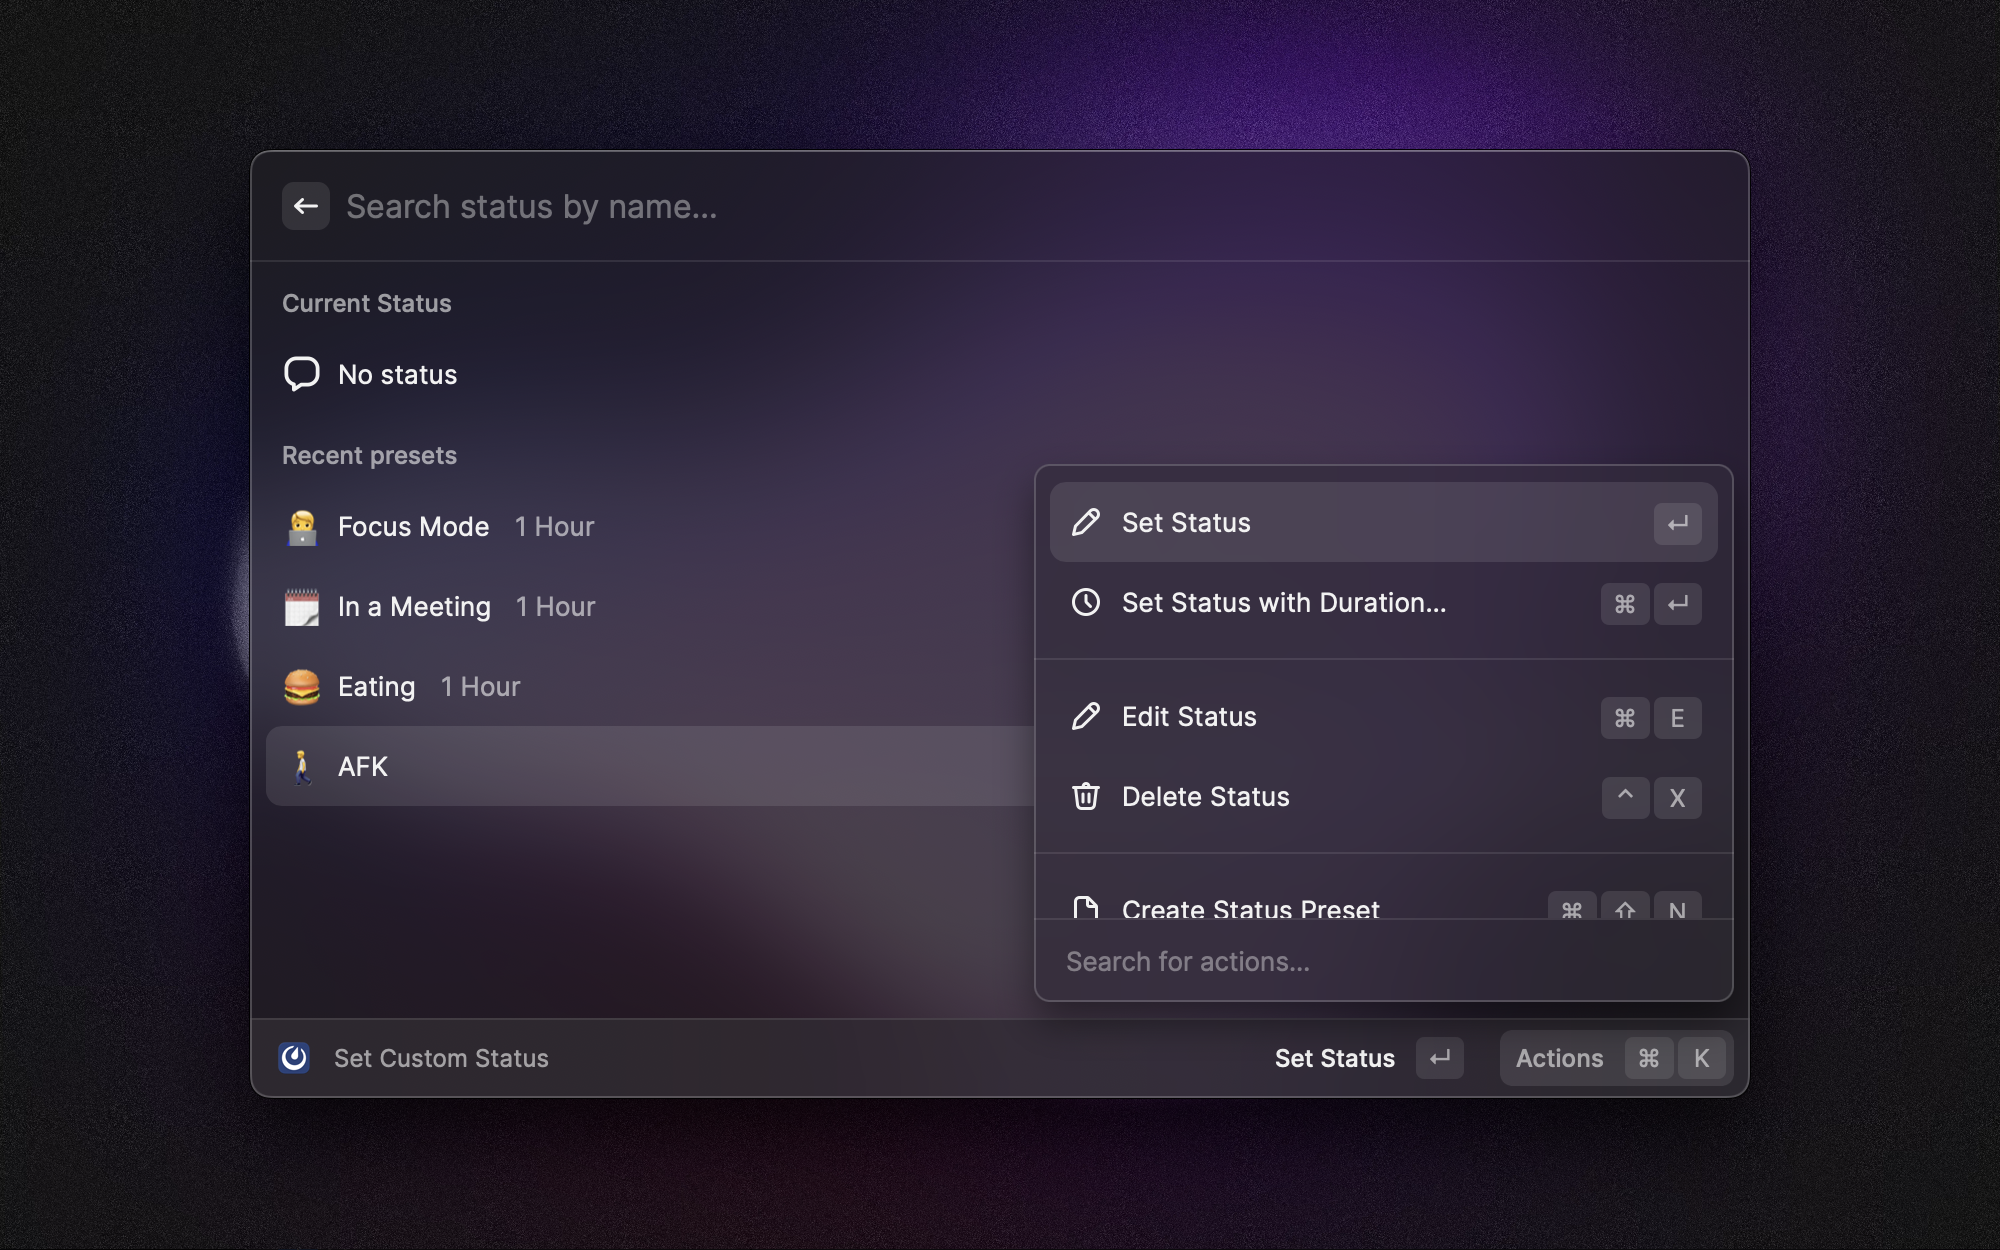 Search status by name...
Current Status
No status
Recent presets
Focus Mode 1 Hour
In a Meeting 1 Hour
Eating 1 Hour
AFK
Set Status ↵
Set Status with Duration... ⌘ ↵
Edit Status ⌘ E
Delete Status ^ X
Create Status Preset ⌘ ⇧ N
Search for actions...
Set Custom Status
Set Status ↵
Actions ⌘ K